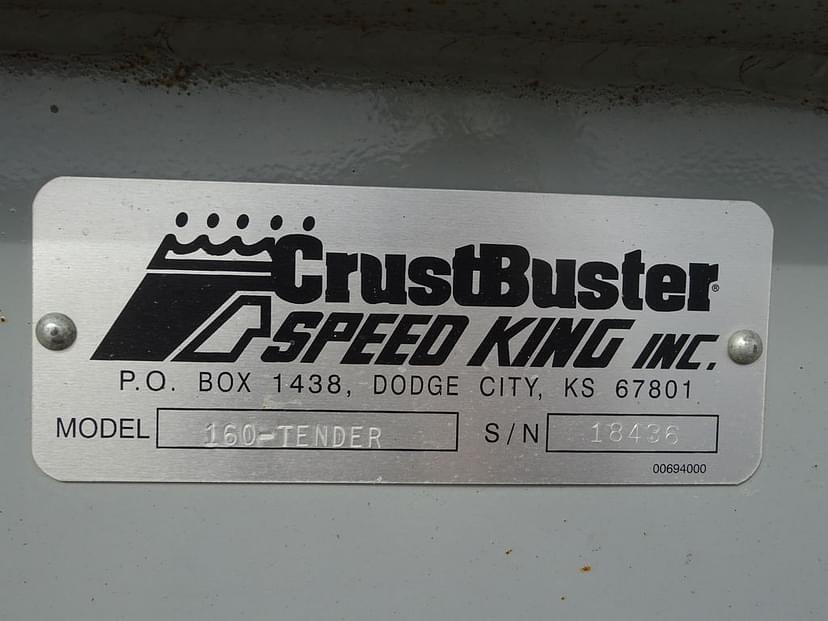 CrustBuster®
SPEED KING INC.
P.O. BOX 1438, DODGE CITY, KS 67801
MODEL 160-TENDER S/N 18436
00694000